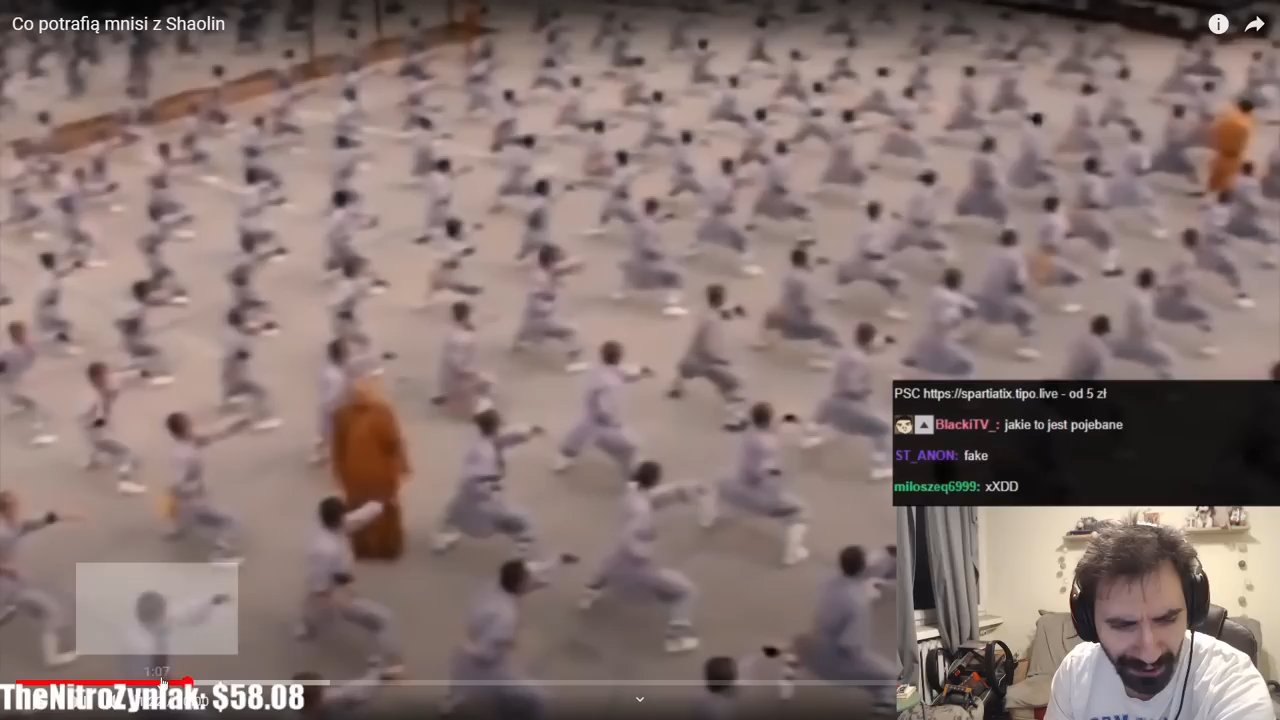 Co potrafią mnisi z Shaolin
PSC https://spartiatix.tipo.live - od 5 zł
BlackiTV_: jakie to jest pojebane
ST_ANON: fake
miloszeq6999: xXDD
1:07
TheNitroZyniak: $58.08